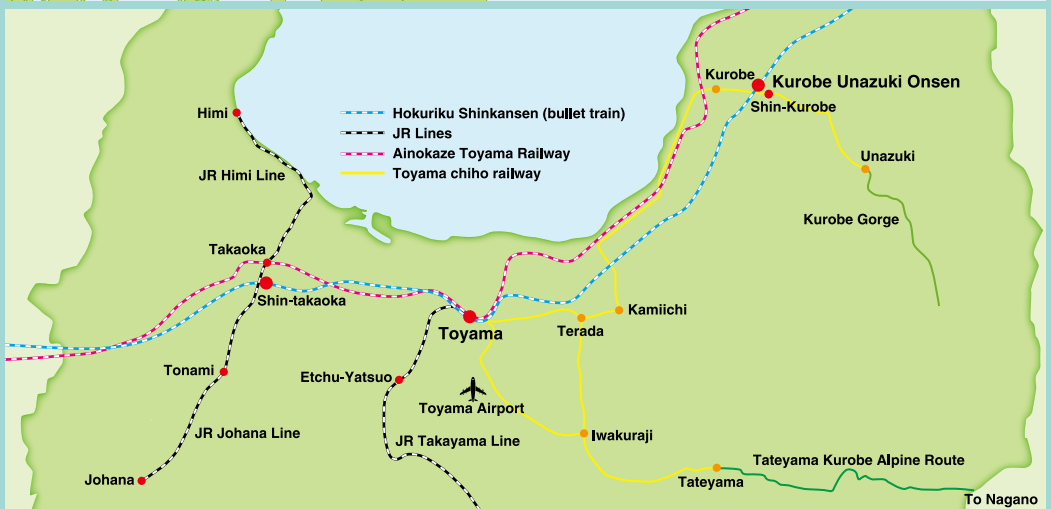 Kurobe
Kurobe Unazuki Onsen
Shin-Kurobe
Himi
Hokuriku Shinkansen (bullet train)
JR Lines
Ainokaze Toyama Railway
Toyama chiho railway
Unazuki
JR Himi Line
Kurobe Gorge
Takaoka
Shin-takaoka
Kamiichi
Toyama
Terada
Tonami
Etchu-Yatsuo
Toyama Airport
JR Johana Line
JR Takayama Line
Iwakuraji
Johana
Tateyama
Tateyama Kurobe Alpine Route
To Nagano